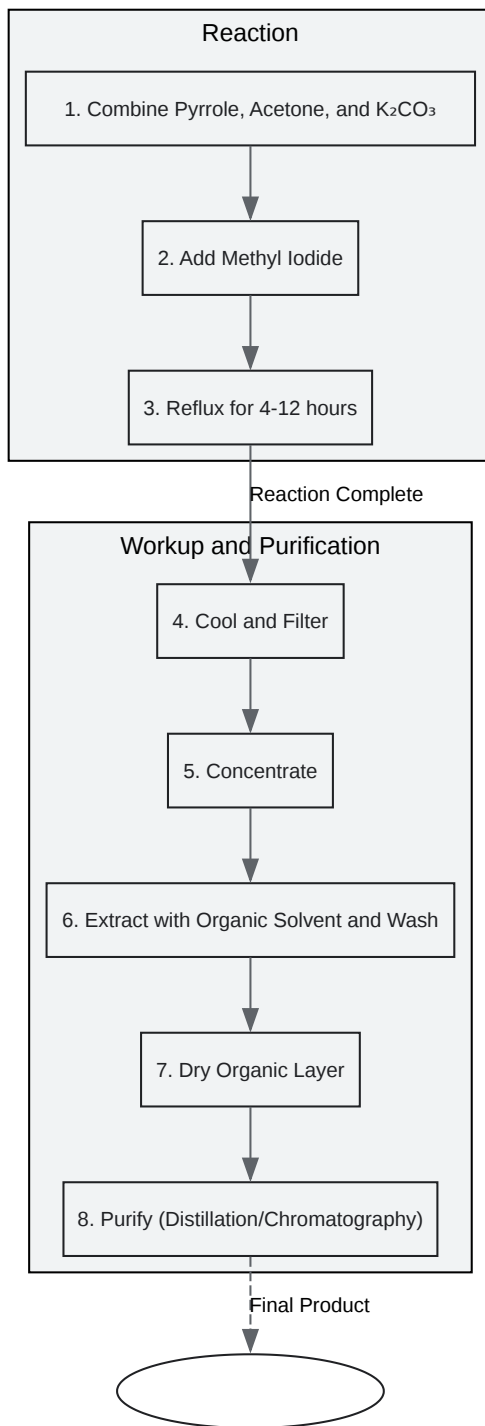 Reaction
1. Combine Pyrrole, Acetone, and K₂CO₃
2. Add Methyl Iodide
3. Reflux for 4-12 hours
Reaction Complete
Workup and Purification
4. Cool and Filter
5. Concentrate
6. Extract with Organic Solvent and Wash
7. Dry Organic Layer
8. Purify (Distillation/Chromatography)
Final Product